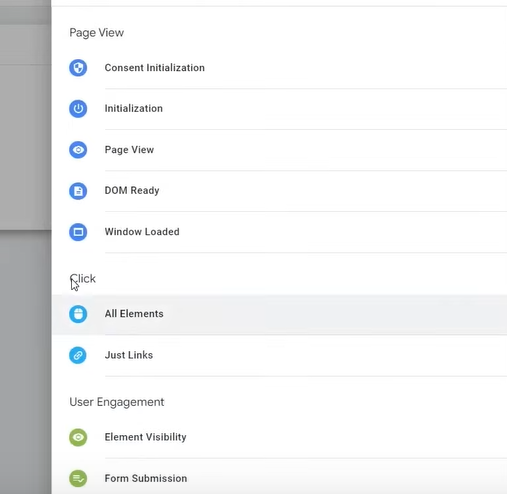 Page View
Consent Initialization
Initialization
Page View
DOM Ready
Window Loaded
Click
All Elements
Just Links
User Engagement
Element Visibility
Form Submission